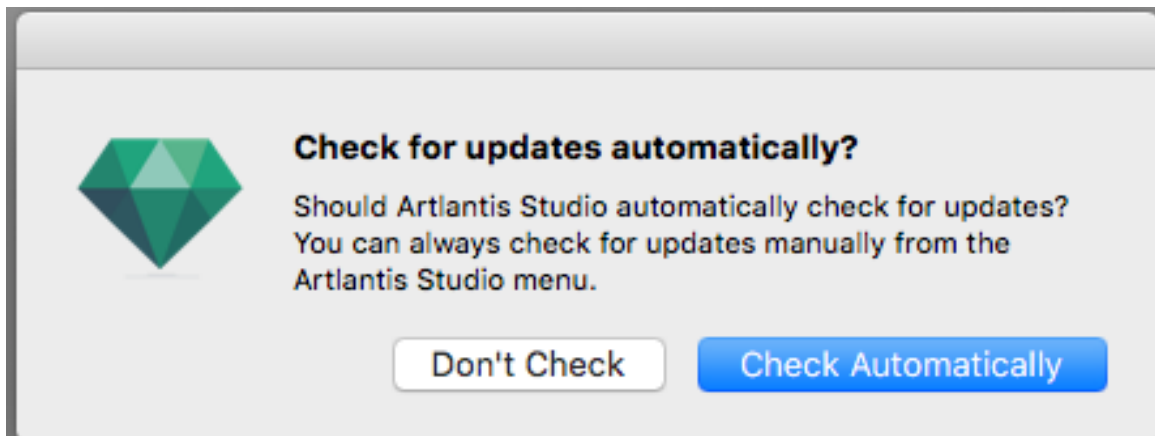 Check for updates automatically?
Should Artlantis Studio automatically check for updates?
You can always check for updates manually from the
Artlantis Studio menu.
Don't Check
Check Automatically